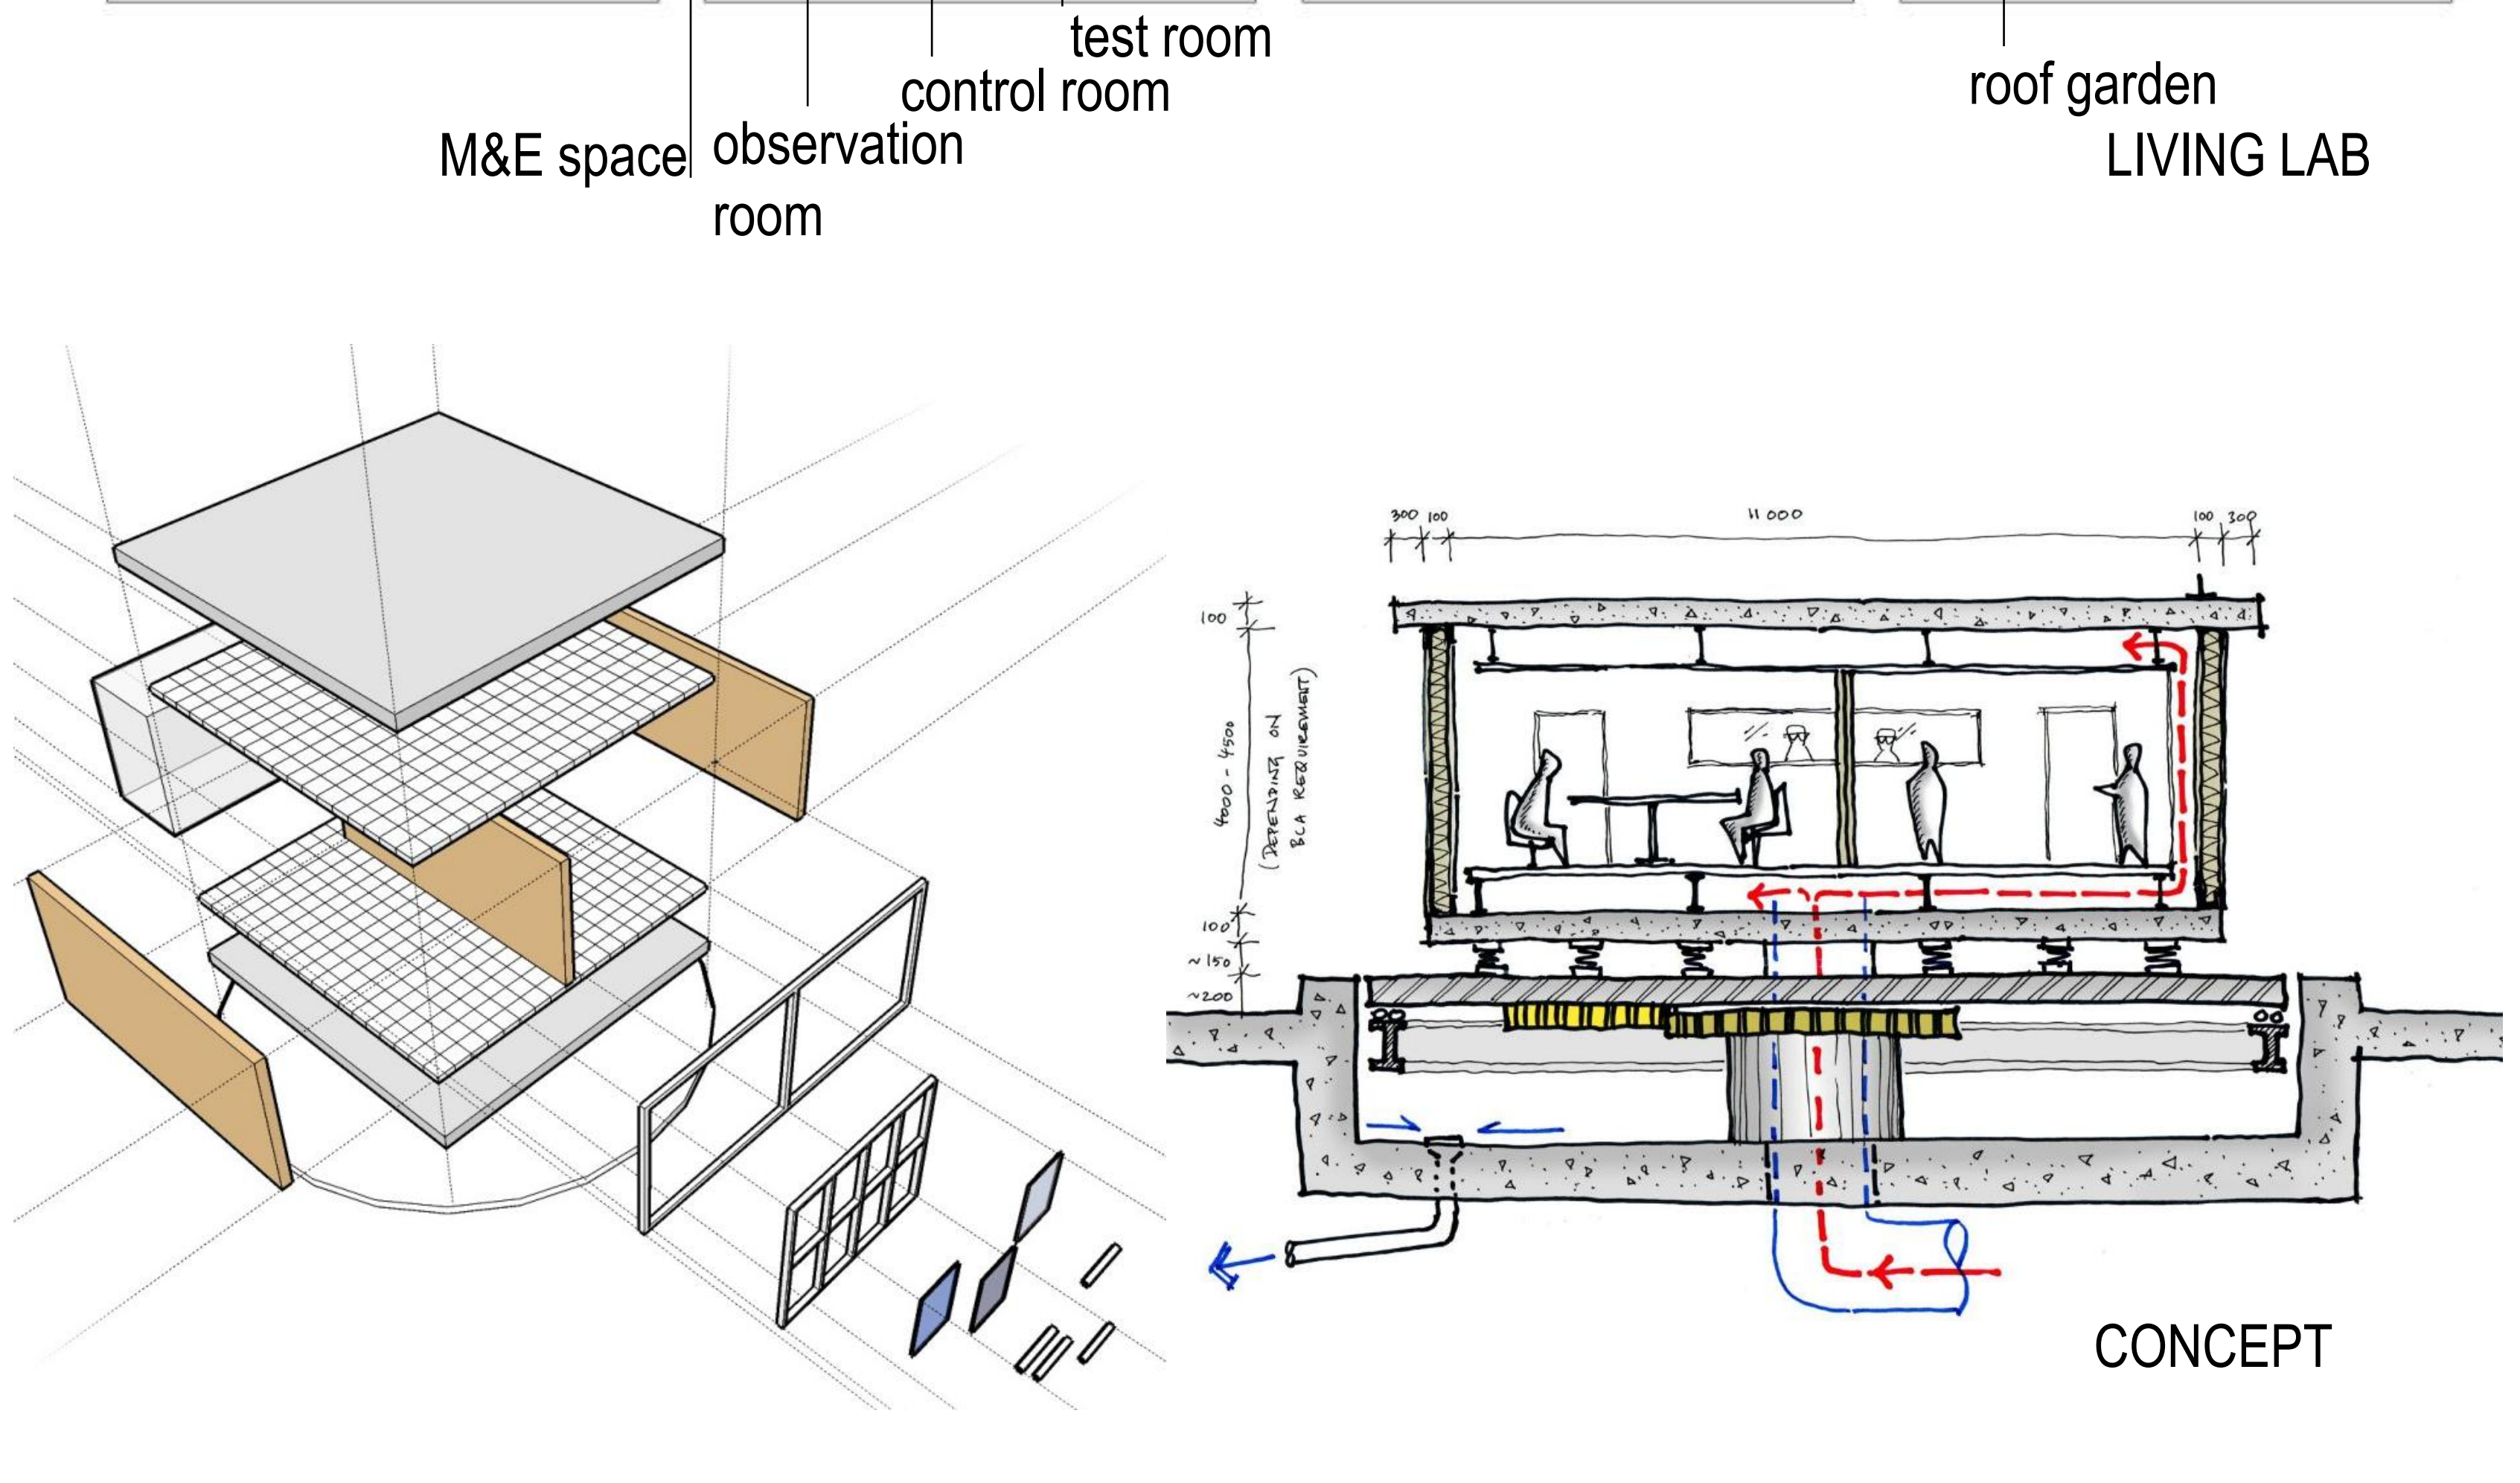 test room
control room
roof garden
M&E space
observation
room
LIVING LAB
300 100
11 000
100 300
100
4000 - 4500
(DEPENDING ON
BCA REQUIREMENT)
100
~150
~200
CONCEPT